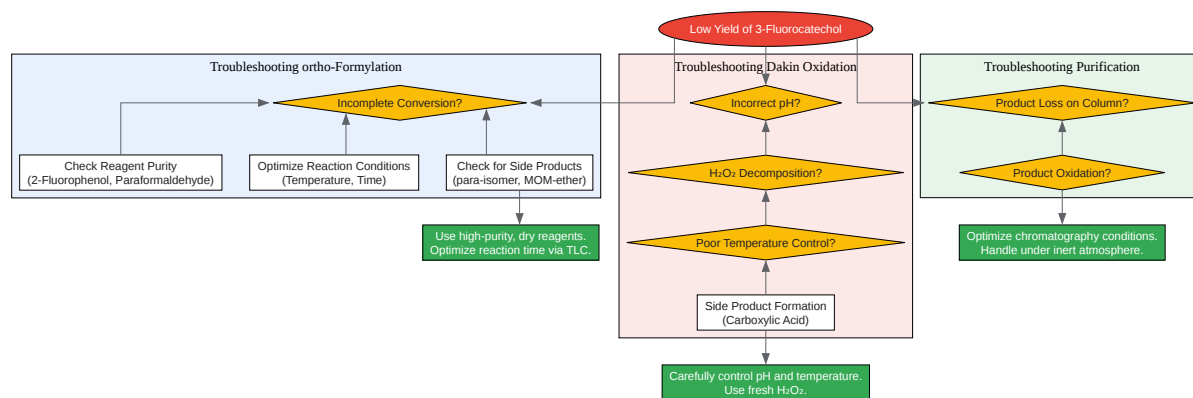 Low Yield of 3-Fluorocatechol
Troubleshooting ortho-Formylation
Troubleshooting Dakin Oxidation
Troubleshooting Purification
Incomplete Conversion?
Incorrect pH?
Product Loss on Column?
Check Reagent Purity
(2-Fluorophenol, Paraformaldehyde)
Optimize Reaction Conditions
(Temperature, Time)
Check for Side Products
(para-isomer, MOM-ether)
H₂O₂ Decomposition?
Product Oxidation?
Use high-purity, dry reagents.
Optimize reaction time via TLC.
Poor Temperature Control?
Optimize chromatography conditions.
Handle under inert atmosphere.
Side Product Formation
(Carboxylic Acid)
Carefully control pH and temperature.
Use fresh H₂O₂.